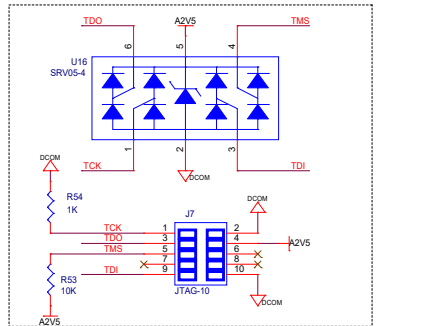 TDO A2V5 TMS
6 5 4
U16
SRV05-4
1 2 3
TCK DCOM TDI
DCOM
R54
1K
DCOM
J7
TCK 1 2
TDO 3 4 A2V5
TMS 5 6
7 8
TDI 9 10
R53
10K
JTAG-10
DCOM
A2V5